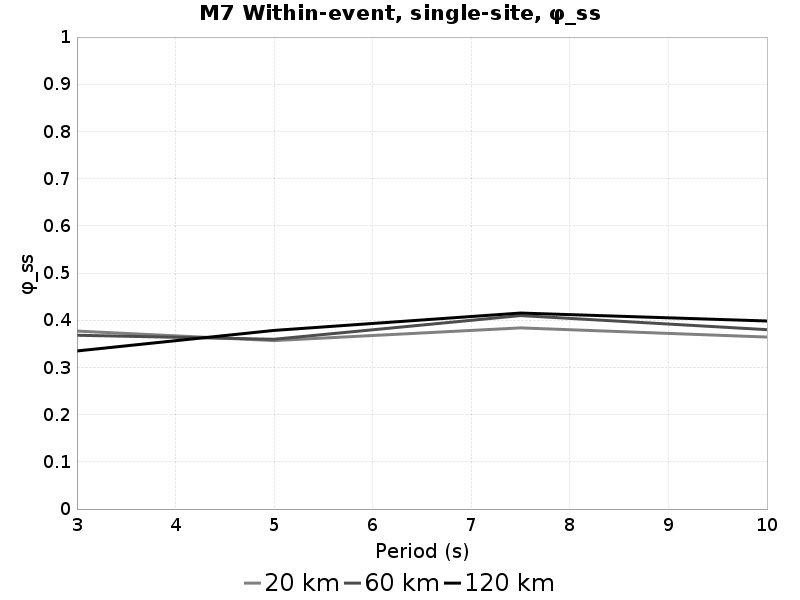 M7 Within-event, single-site, φ_ss
1
0.9
0.8
0.7
0.6
0.5
0.4
0.3
0.2
0.1
0
φ_ss
3 4 5 6 7 8 9 10
Period (s)
20 km 60 km 120 km